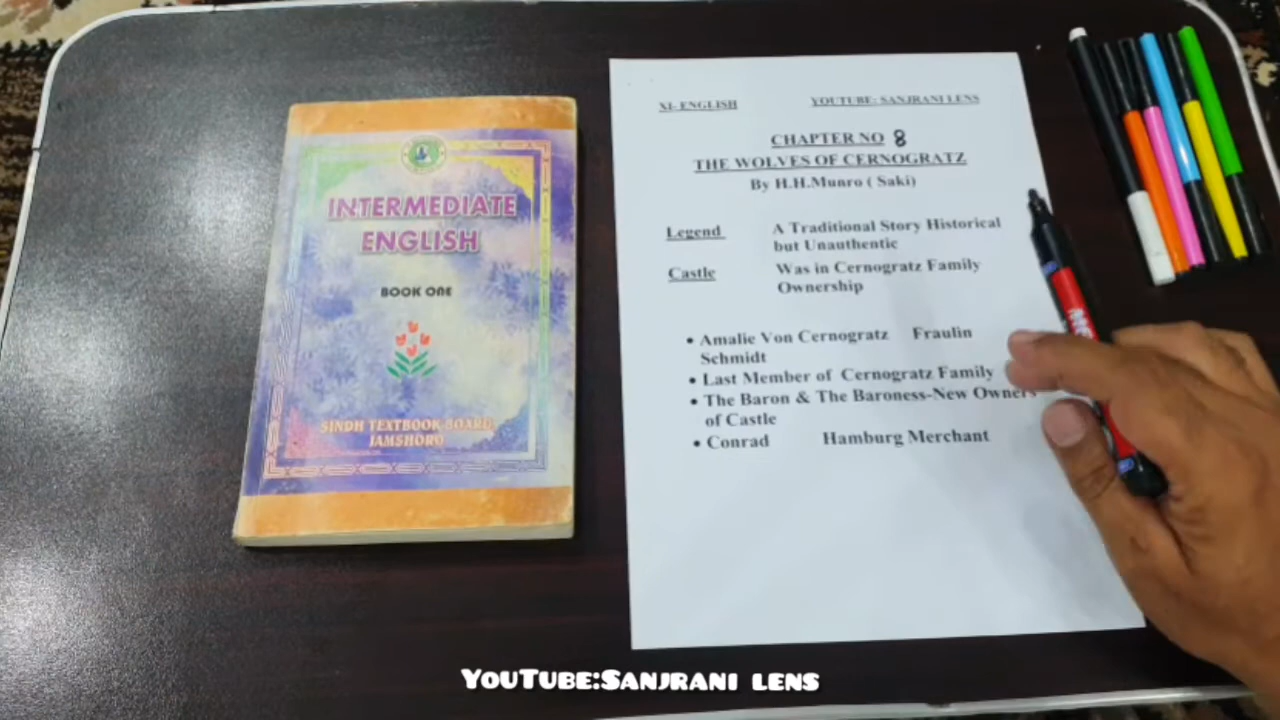 INTERMEDIATE
ENGLISH
BOOK ONE
SINDH TEXTBOOK BOARD
JAMSHORO
XI- ENGLISH YOUTUBE: SANJRANI LENS
CHAPTER NO 8
THE WOLVES OF CERNOGRATZ
By H.H.Munro ( Saki)
Legend A Traditional Story Historical
but Unauthentic
Castle Was in Cernogratz Family
Ownership
• Amalie Von Cernogratz Fraulin
Schmidt
• Last Member of Cernogratz Family
• The Baron & The Baroness-New Owners
of Castle
• Conrad Hamburg Merchant
YOUTUBE:SANJRANI LENS